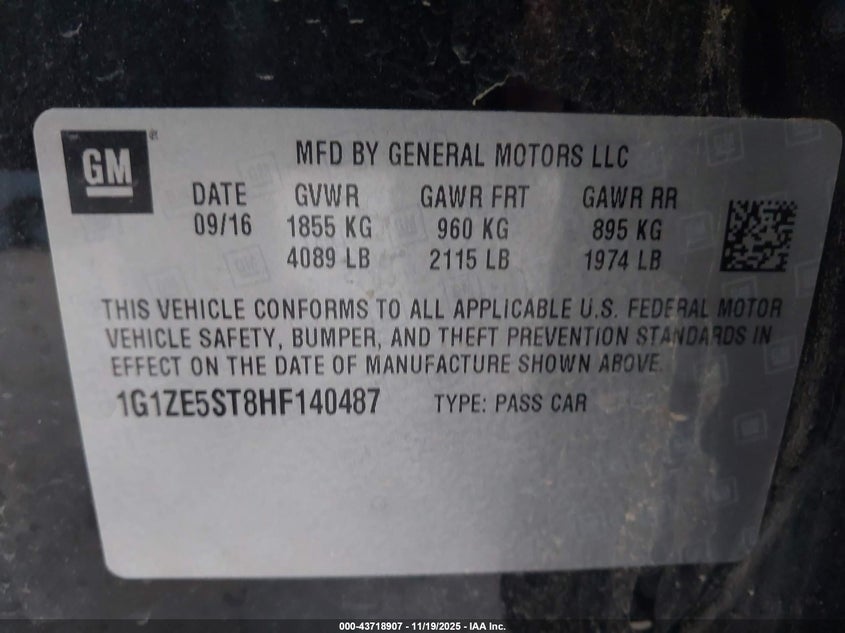 GM
MFD BY GENERAL MOTORS LLC
DATE GVWR GAWR FRT GAWR RR
09/16 1855 KG 960 KG 895 KG
4089 LB 2115 LB 1974 LB
THIS VEHICLE CONFORMS TO ALL APPLICABLE U.S. FEDERAL MOTOR
VEHICLE SAFETY, BUMPER, AND THEFT PREVENTION STANDARDS IN
EFFECT ON THE DATE OF MANUFACTURE SHOWN ABOVE.
1G1ZE5ST8HF140487 TYPE: PASS CAR
000-43718907 - 11/19/2025 - IAA Inc.